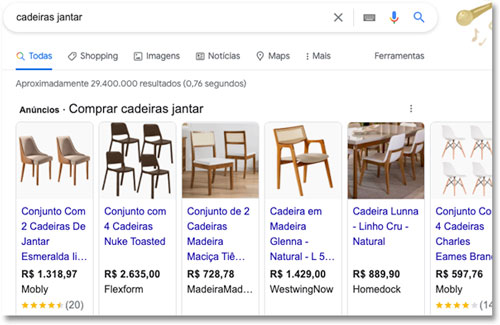 cadeiras jantar
Todas
Shopping
Imagens
Notícias
Maps
Mais
Ferramentas
Aproximadamente 29.400.000 resultados (0,76 segundos)
Anúncios · Comprar cadeiras jantar
Conjunto Com
2 Cadeiras De
Jantar
Esmeralda Ii...
R$ 1.318,97
Mobly
(20)
Conjunto com
4 Cadeiras
Nuke Toasted
R$ 2.635,00
Flexform
Conjunto de 2
Cadeiras
Madeira
Maciça Tiê...
R$ 728,78
MadeiraMad...
Cadeira em
Madeira
Glenna -
Natural - L 5...
R$ 1.429,00
WestwingNow
Cadeira Lunna
- Linho Cru -
Natural
R$ 889,90
Homedock
Conjunto com
4 Cadeiras
Charles
Eames Bran
R$ 597,76
Mobly
(14